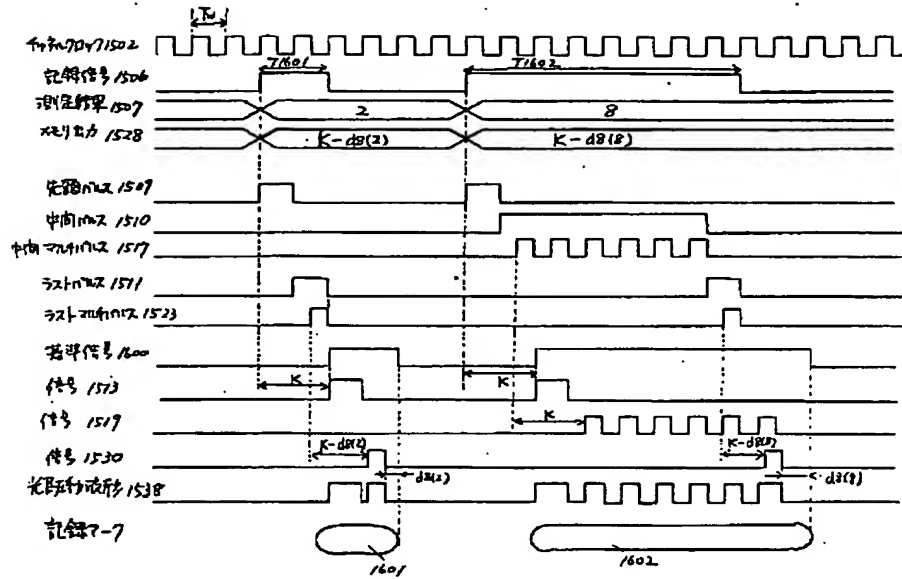 Tw
チャネルクロック1502
T1601
T1602
記録信号1506
測定結果1507
2
8
メモリ出力1528
K-d8(2)
K-d8(8)
先頭パルス1509
中間パルス1510
中間マルチパルス1517
ラストパルス1511
ラストマルチパルス1523
基準信号1600
K
K
信号1513
信号1519
K
信号1530
K-d8(2)
K-d8(8)
d8(2)
d8(8)
光駆動波形1538
記録マーク
1601
1602